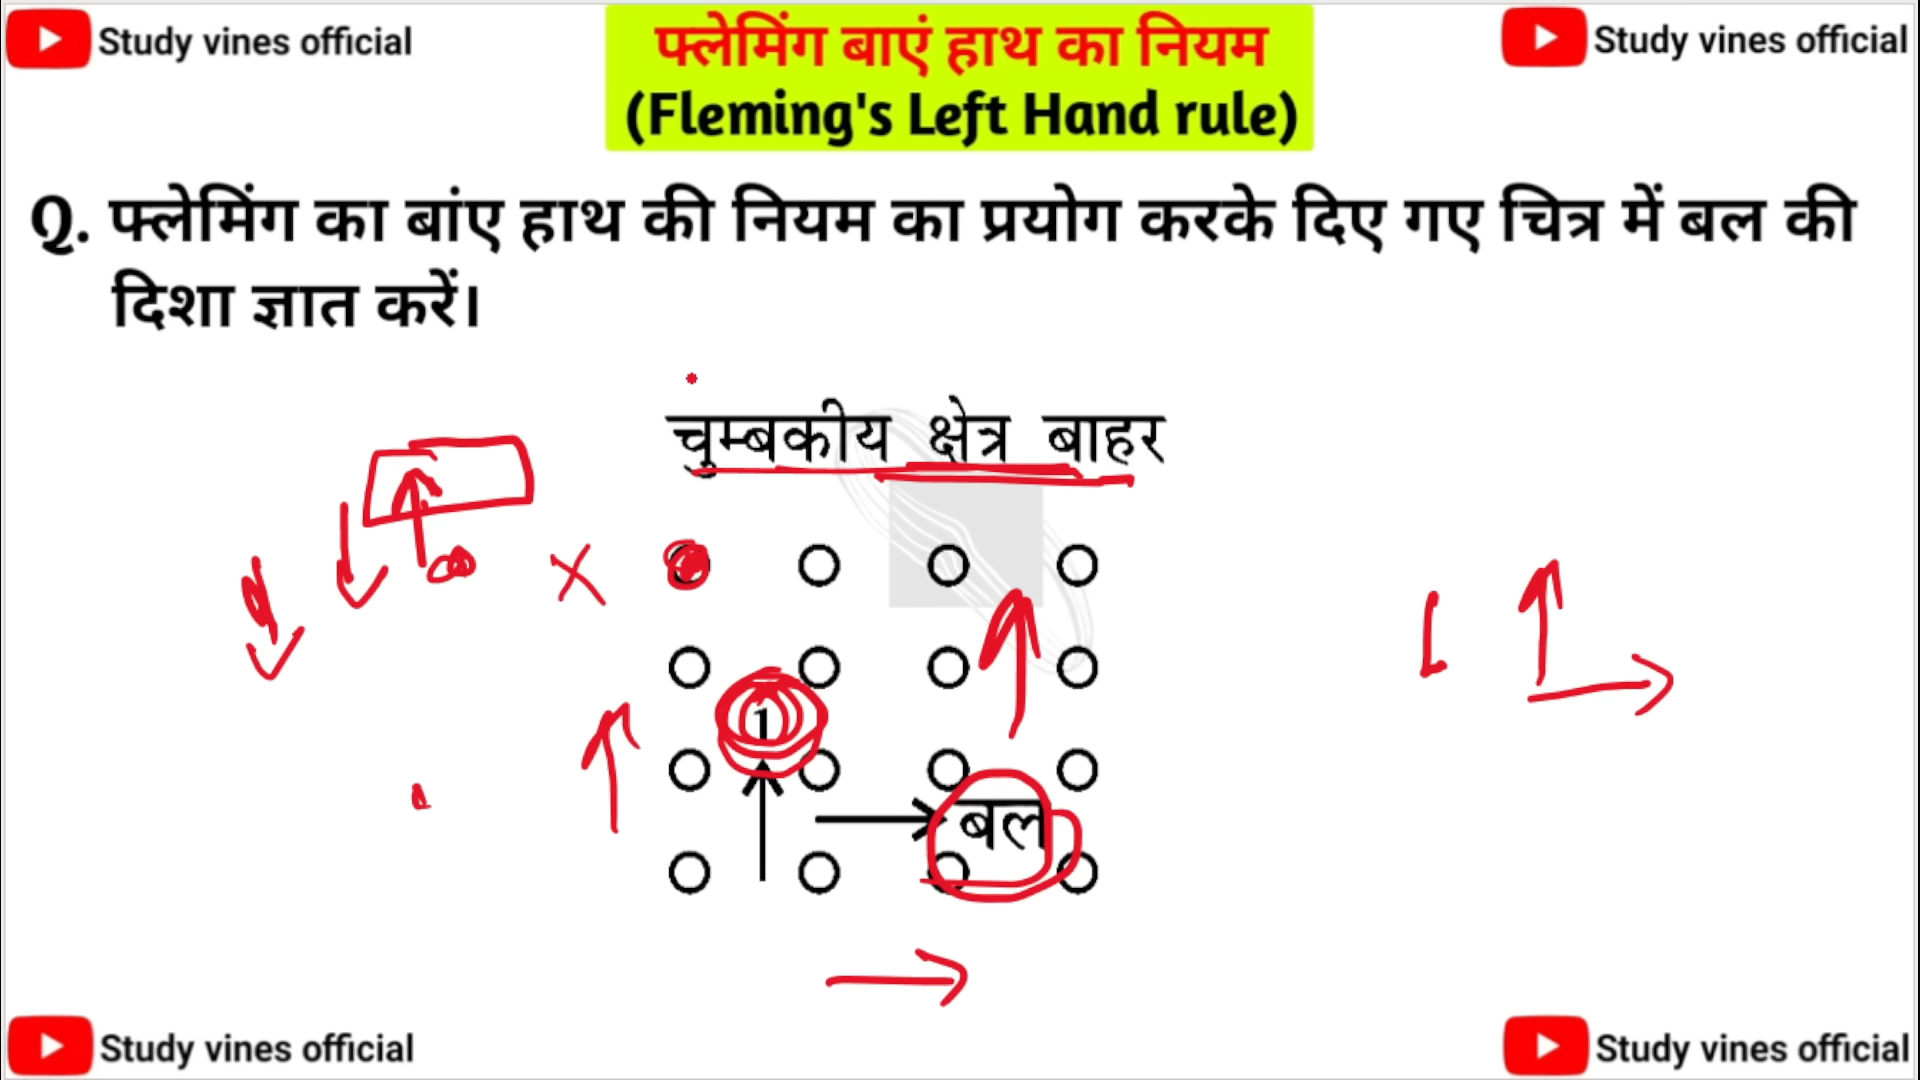 Study vines official
फ्लेमिंग बाएं हाथ का नियम
(Fleming's Left Hand rule)
Study vines official
Q. फ्लेमिंग का बांए हाथ की नियम का प्रयोग करके दिए गए चित्र में बल की
दिशा ज्ञात करें।
चुम्बकीय क्षेत्र बाहर
1
बल
Study vines official
Study vines official